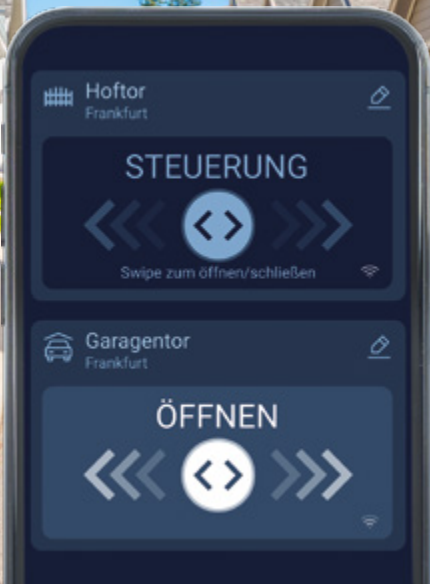 Hoftor
Frankfurt
STEUERUNG
Swipe zum öffnen/schließen
Garagentor
Frankfurt
ÖFFNEN